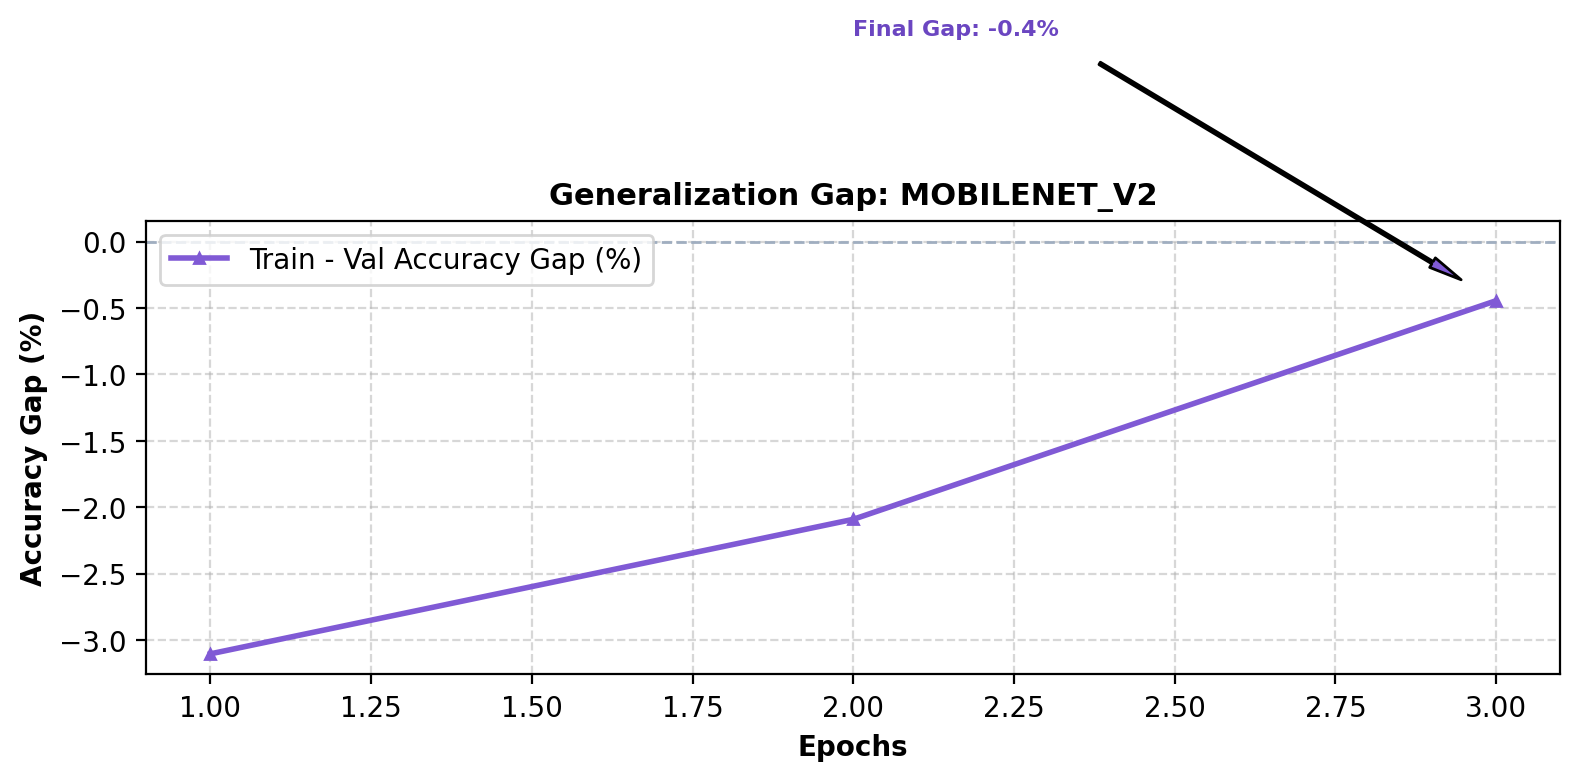 Final Gap: -0.4%
Generalization Gap: MOBILENET_V2
Train - Val Accuracy Gap (%)
Accuracy Gap (%)
0.0
−0.5
−1.0
−1.5
−2.0
−2.5
−3.0
1.00 1.25 1.50 1.75 2.00 2.25 2.50 2.75 3.00
Epochs